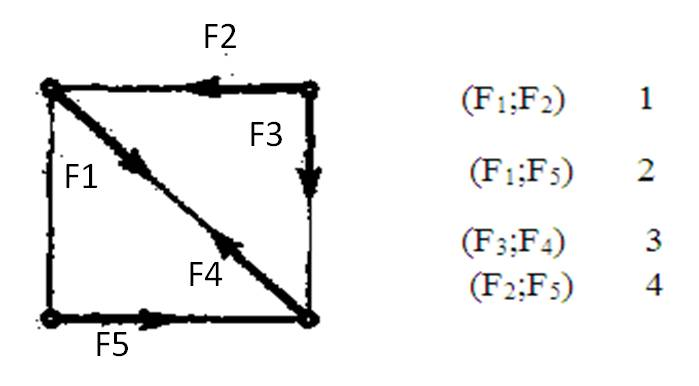 F2
F3
F1
F4
F5
(F₁;F₂) 1
(F₁;F₅) 2
(F₃;F₄) 3
(F₂;F₅) 4